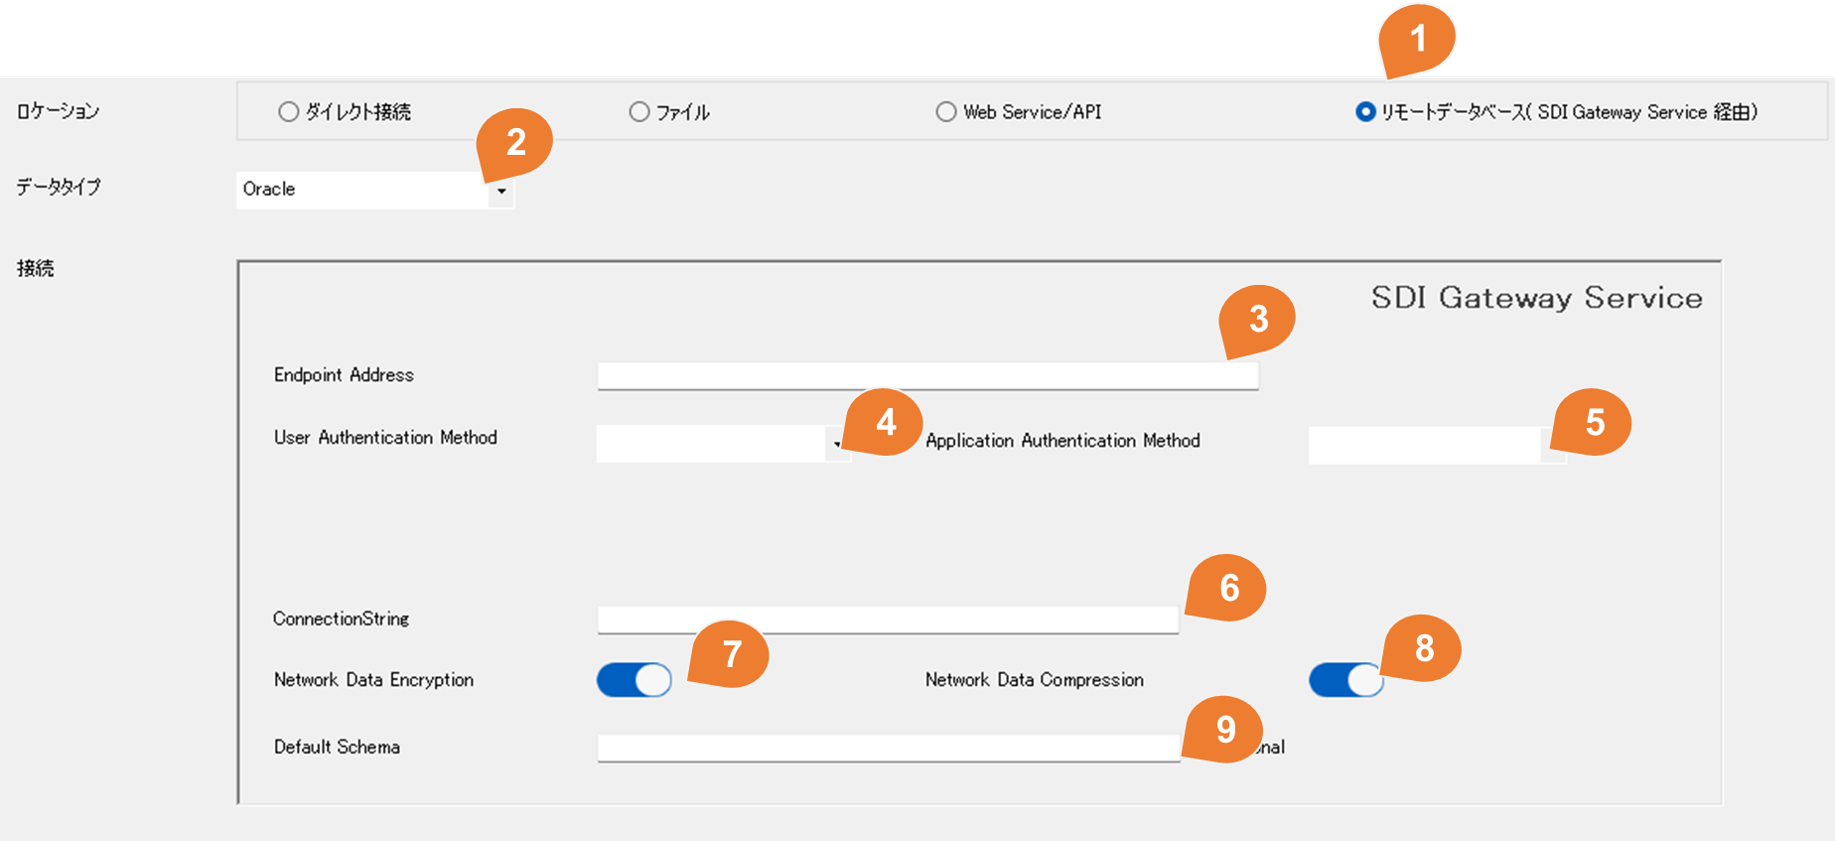 1
ロケーション ダイレクト接続 ファイル Web Service/API リモートデータベース( SDI Gateway Service 経由)
2
データタイプ Oracle
接続
SDI Gateway Service
3
Endpoint Address
4
5
User Authentication Method Application Authentication Method
6
ConnectionString
7
8
Network Data Encryption Network Data Compression
9
Default Schema